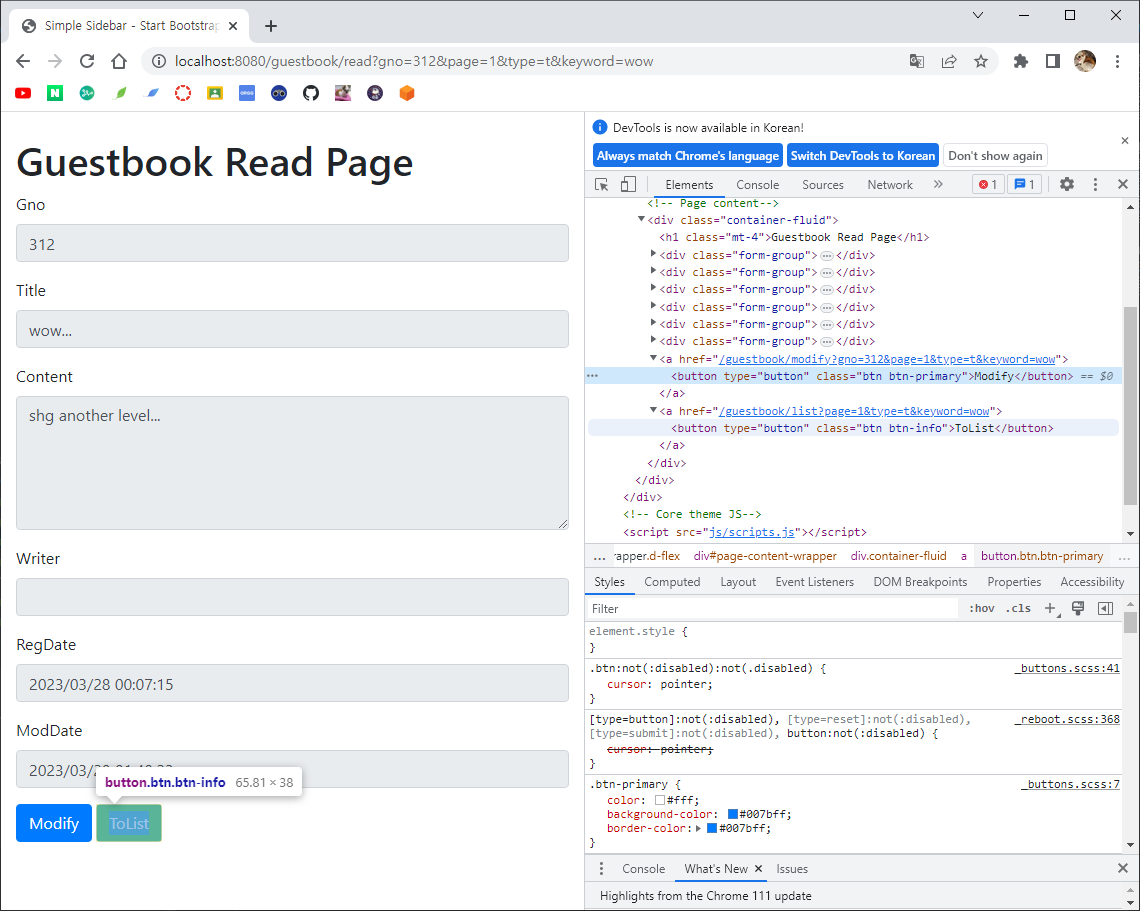 Simple Sidebar - Start Bootstrap
localhost:8080/guestbook/read?gno=312&page=1&type=t&keyword=wow
Guestbook Read Page
Gno
312
Title
wow...
Content
shg another level...
Writer
RegDate
2023/03/28 00:07:15
ModDate
button.btn.btn-info 65.81 × 38
Modify
ToList
DevTools is now available in Korean!
Always match Chrome's language
Switch DevTools to Korean
Don't show again
Elements Console Sources Network » 1 1
<!-- Page content-->
<div class="container-fluid">
<h1 class="mt-4">Guestbook Read Page</h1>
<div class="form-group"> … </div>
<div class="form-group"> … </div>
<div class="form-group"> … </div>
<div class="form-group"> … </div>
<div class="form-group"> … </div>
<div class="form-group"> … </div>
<a href="/guestbook/modify?gno=312&page=1&type=t&keyword=wow">
<button type="button" class="btn btn-primary">Modify</button> == $0
</a>
<a href="/guestbook/list?page=1&type=t&keyword=wow">
<button type="button" class="btn btn-info">ToList</button>
</a>
</div>
</div>
</div>
<!-- Core theme JS-->
<script src="js/scripts.js"></script>
... rapper.d-flex div#page-content-wrapper div.container-fluid a button.btn.btn-primary ...
Styles Computed Layout Event Listeners DOM Breakpoints Properties Accessibility
Filter :hov .cls +
element.style {
}
.btn:not(:disabled):not(.disabled) { _buttons.scss:41
cursor: pointer;
}
[type=button]:not(:disabled), [type=reset]:not(:disabled), _reboot.scss:368
[type=submit]:not(:disabled), button:not(:disabled) {
cursor: pointer;
}
.btn-primary { _buttons.scss:7
color: #fff;
background-color: #007bff;
border-color: #007bff;
}
Console What's New Issues
Highlights from the Chrome 111 update